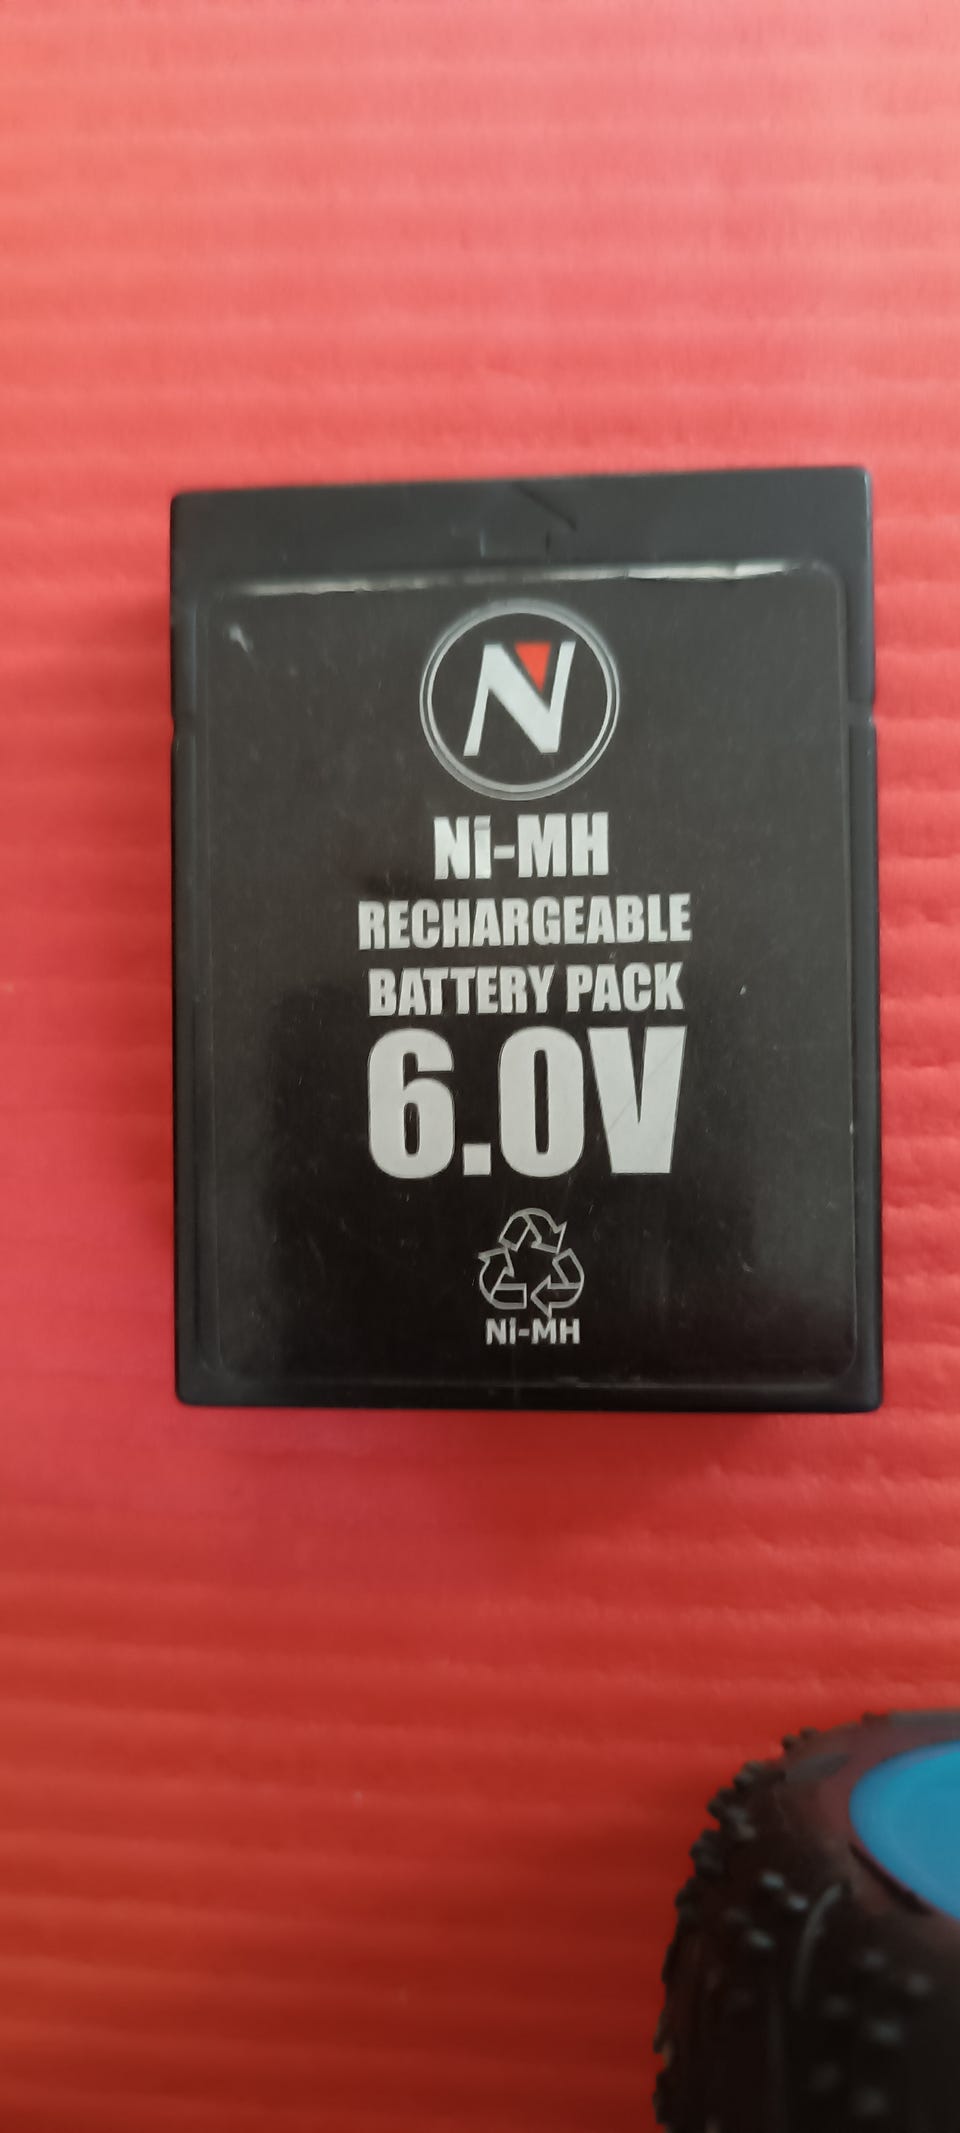 N
Ni-MH
RECHARGEABLE
BATTERY PACK
6.0V
Ni-MH